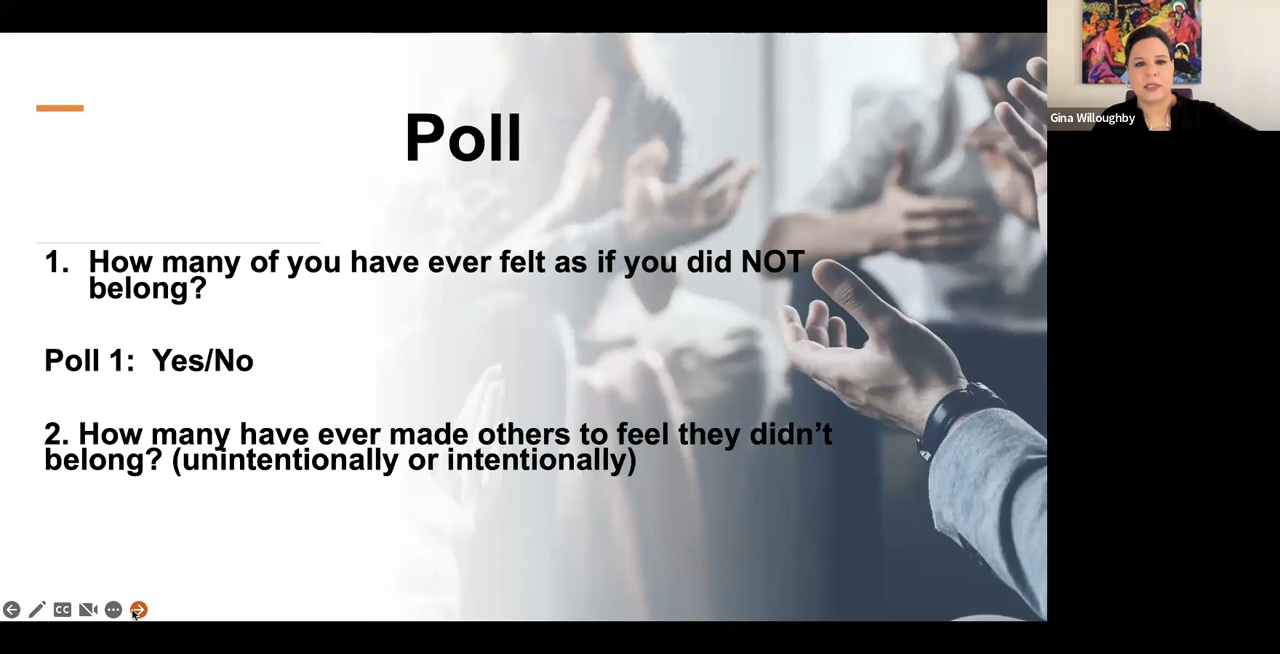 Poll
1. How many of you have ever felt as if you did NOT
belong?
Poll 1: Yes/No
2. How many have ever made others to feel they didn’t
belong? (unintentionally or intentionally)
Gina Willoughby
CC